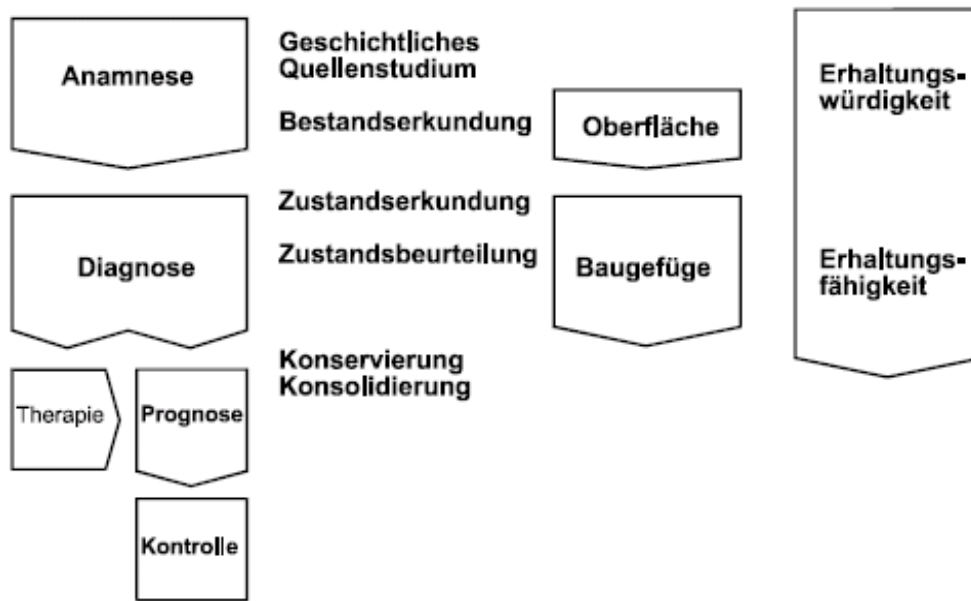 Anamnese
Geschichtliches
Quellenstudium
Bestandserkundung
Oberfläche
Erhaltungs-
würdigkeit
Diagnose
Zustandserkundung
Zustandsbeurteilung
Baugefüge
Erhaltungs-
fähigkeit
Therapie
Prognose
Konservierung
Konsolidierung
Kontrolle